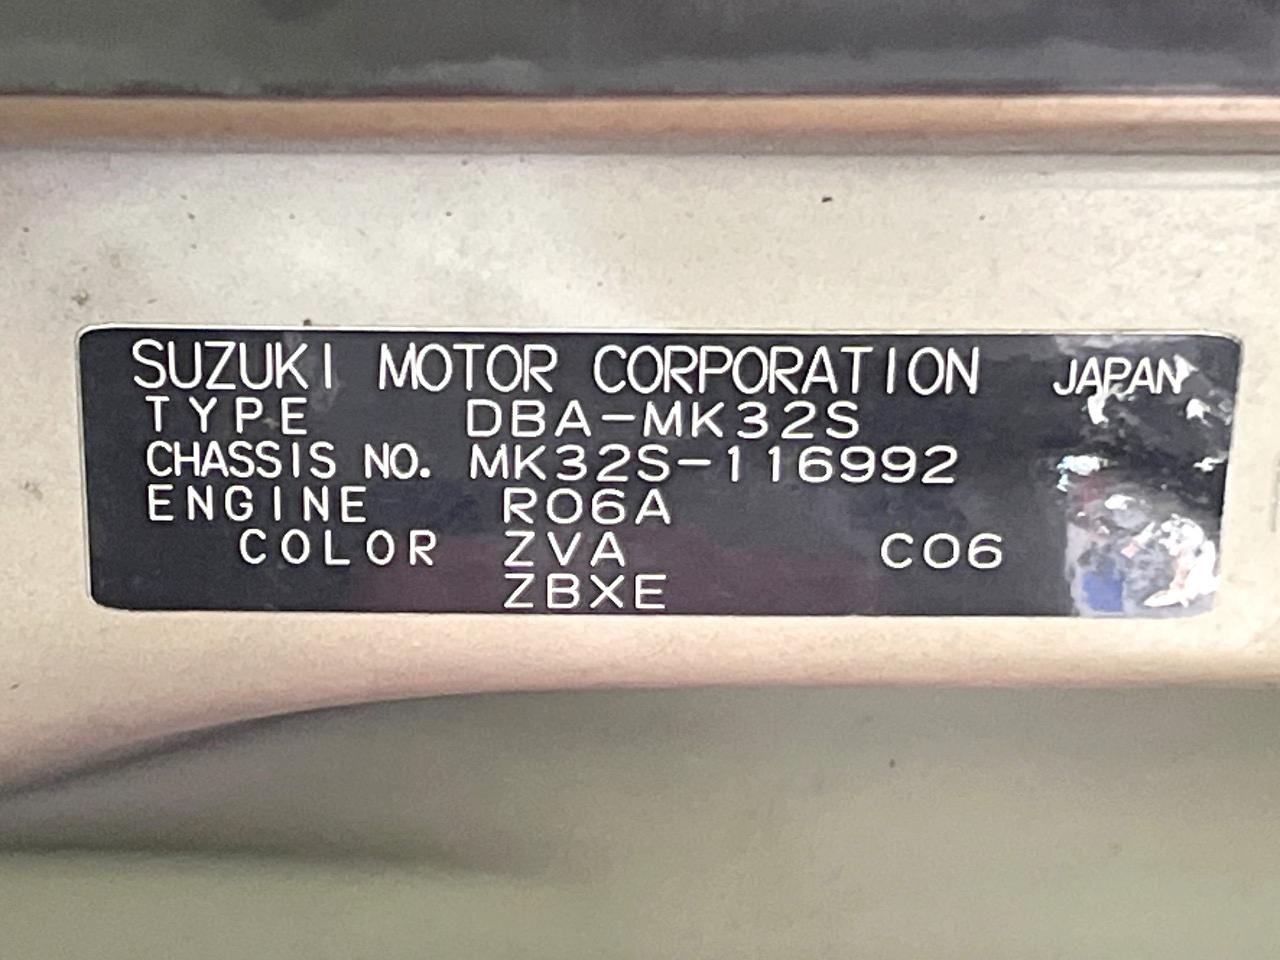 SUZUKI MOTOR CORPORATION JAPAN
TYPE DBA-MK32S
CHASSIS NO. MK32S-116992
ENGINE R06A
COLOR ZVA C06
ZBXE